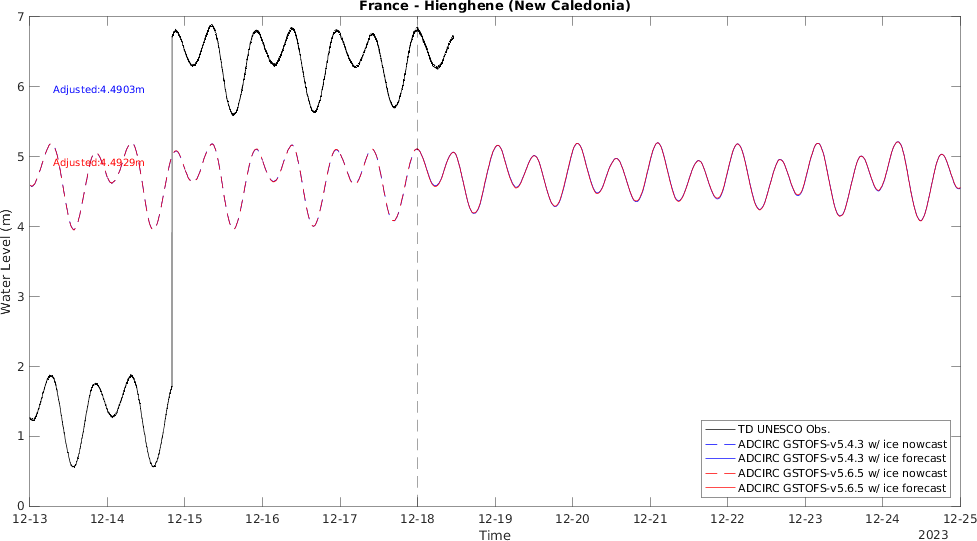 France - Hienghene (New Caledonia)
7
6
5
4
3
2
1
0
Water Level (m)
Adjusted:4.4903m
Adjusted:4.4929m
TD UNESCO Obs.
ADCIRC GSTOFS-v5.4.3 w/ ice nowcast
ADCIRC GSTOFS-v5.4.3 w/ ice forecast
ADCIRC GSTOFS-v5.6.5 w/ ice nowcast
ADCIRC GSTOFS-v5.6.5 w/ ice forecast
12-13 12-14 12-15 12-16 12-17 12-18 12-19 12-20 12-21 12-22 12-23 12-24 12-25
Time
2023